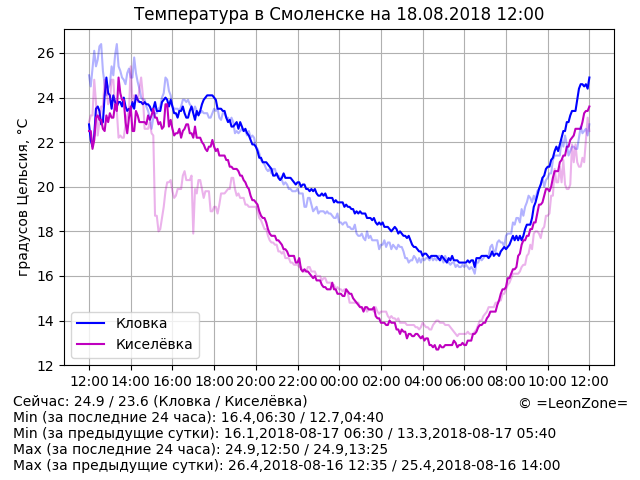 Температура в Смоленске на 18.08.2018 12:00
26
24
22
20
18
16
14
12
градусов Цельсия, °C
Кловка
Киселёвка
12:00 14:00 16:00 18:00 20:00 22:00 00:00 02:00 04:00 06:00 08:00 10:00 12:00
Сейчас: 24.9 / 23.6 (Кловка / Киселёвка)
© =LeonZone=
Min (за последние 24 часа): 16.4,06:30 / 12.7,04:40
Min (за предыдущие сутки): 16.1,2018-08-17 06:30 / 13.3,2018-08-17 05:40
Max (за последние 24 часа): 24.9,12:50 / 24.9,13:25
Max (за предыдущие сутки): 26.4,2018-08-16 12:35 / 25.4,2018-08-16 14:00